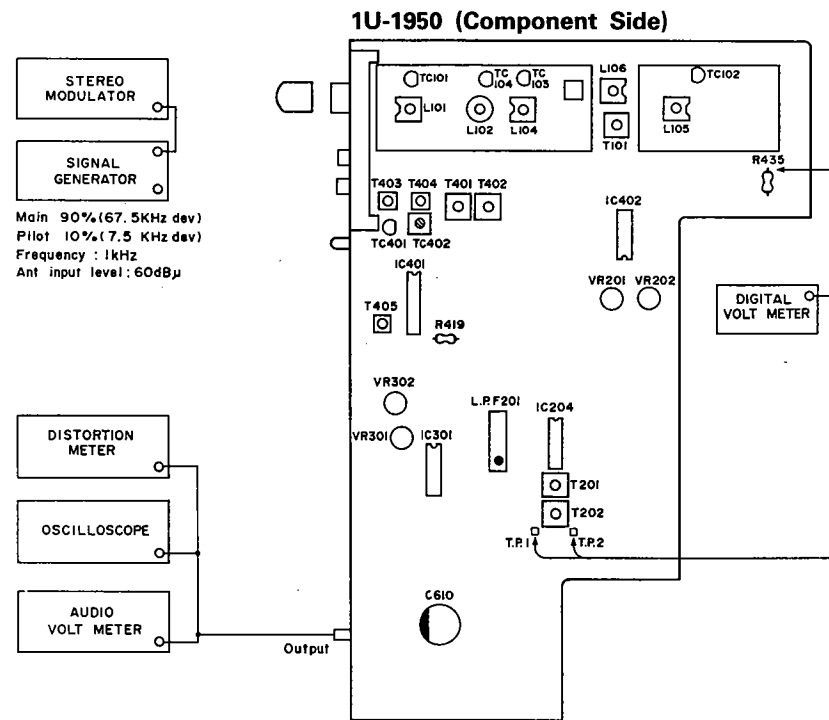 1U-1950 (Component Side)
STEREO
MODULATOR
SIGNAL
GENERATOR
Main 90% (67.5KHz dev)
Pilot 10% (7.5 KHz dev)
Frequency : 1kHz
Ant input level : 60dBμ
TC101
TC
104
TC
103
L106
TC102
L101
L102
L104
T101
L105
R435
T403
T404
T401
T402
IC402
TC401
TC402
IC401
VR201
VR202
DIGITAL
VOLT METER
T405
R419
VR302
L.P.F201
IC204
VR301
IC301
DISTORTION
METER
T201
OSCILLOSCOPE
T202
T.P.1
T.P.2
AUDIO
VOLT METER
C610
Output